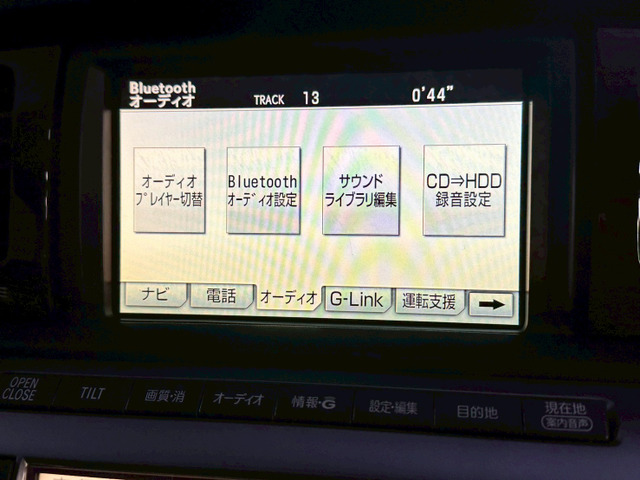 Bluetooth
オーディオ
TRACK 13 0'44"
オーディオ
プレイヤー切替
Bluetooth
オーディオ設定
サウンド
ライブラリ編集
CD⇒HDD
録音設定
ナビ 電話 オーディオ G-Link 運転支援 →
OPEN
CLOSE
TILT 画質・消 オーディオ 情報・G 設定・編集 目的地 現在地
案内音声